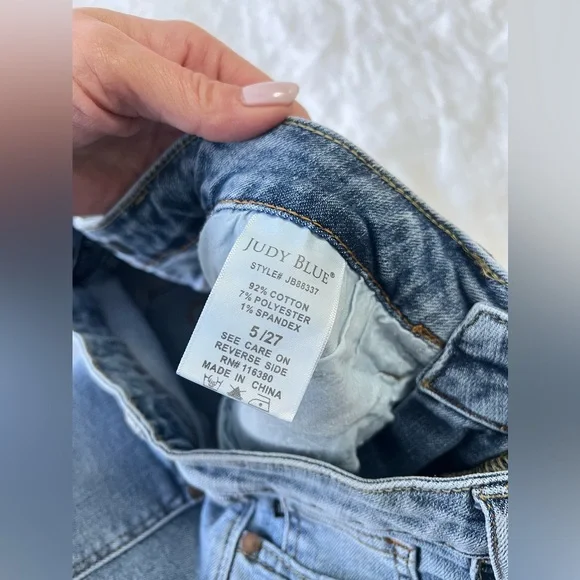 JUDY BLUE®
STYLE# JB88337
92% COTTON
7% POLYESTER
1% SPANDEX
5/27
SEE CARE ON
REVERSE SIDE
RN# 116380
MADE IN CHINA